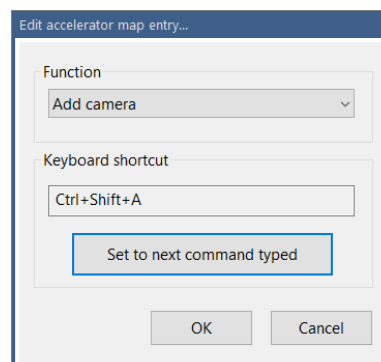 Edit accelerator map entry...
Function
Add camera
Keyboard shortcut
Ctrl+Shift+A
Set to next command typed
OK Cancel